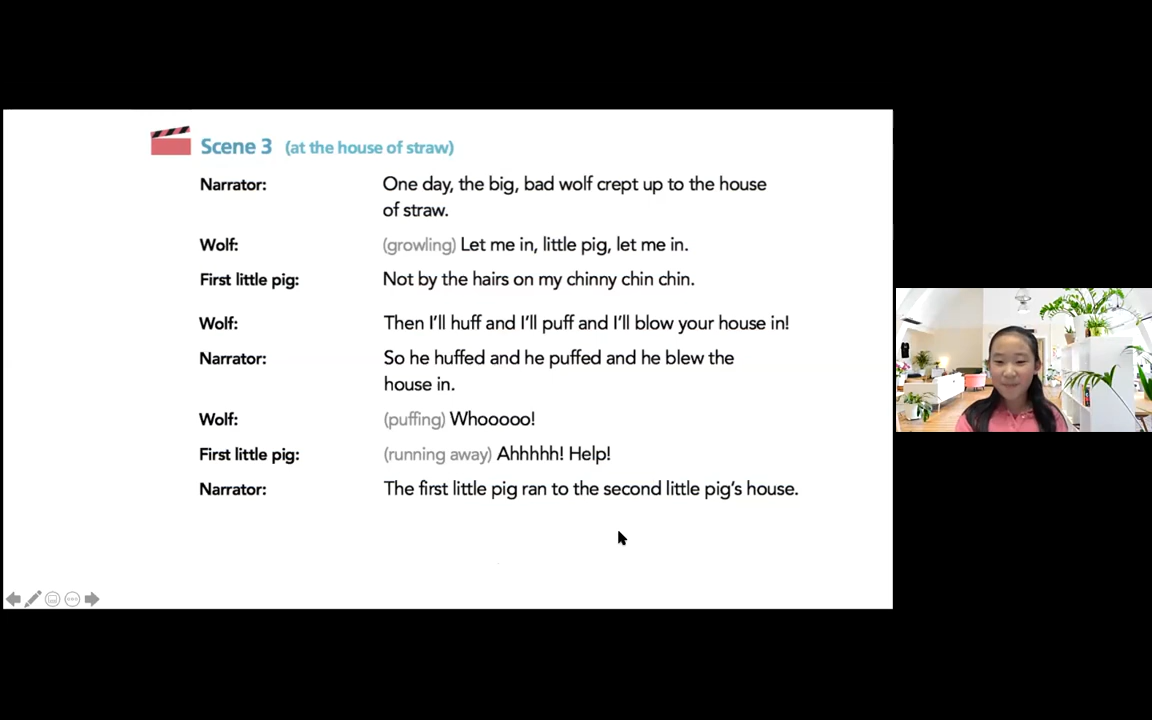 Scene 3 (at the house of straw)
Narrator: One day, the big, bad wolf crept up to the house
of straw.
Wolf: (growling) Let me in, little pig, let me in.
First little pig: Not by the hairs on my chinny chin chin.
Wolf: Then I'll huff and I'll puff and I'll blow your house in!
Narrator: So he huffed and he puffed and he blew the
house in.
Wolf: (puffing) Whooooo!
First little pig: (running away) Ahhhhh! Help!
Narrator: The first little pig ran to the second little pig's house.